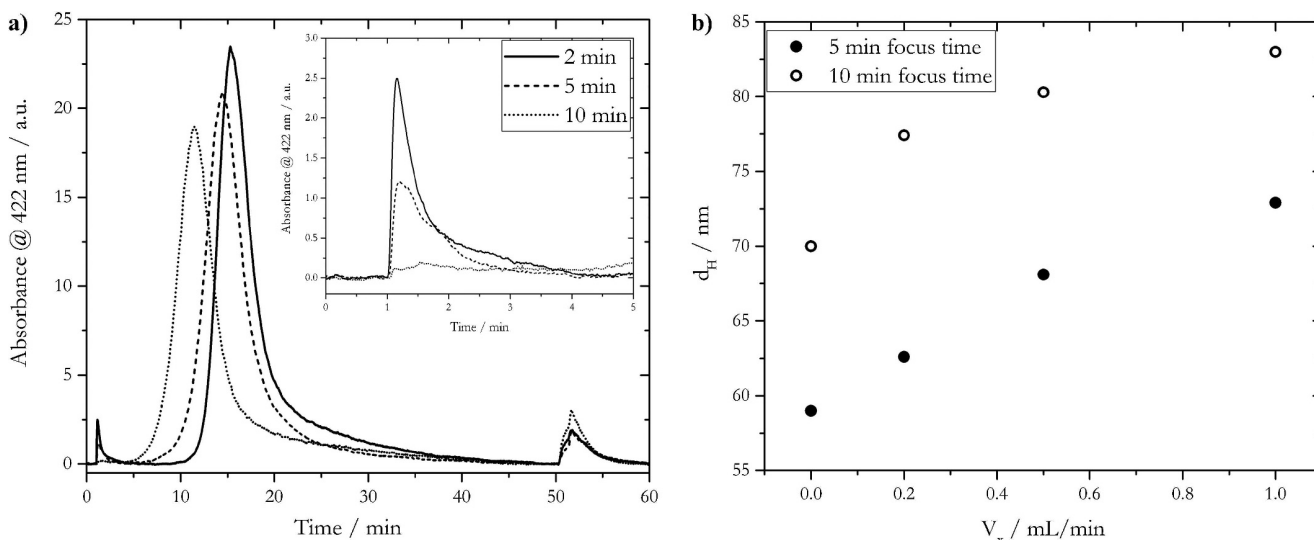 a)
Absorbance @ 422 nm / a.u.
25
20
15
10
5
0
0 10 20 30 40 50 60
Time / min
Absorbance @ 422 nm / a.u.
3.0
2.5
2.0
1.5
1.0
0.5
0.0
0 1 2 3 4 5
Time / min
2 min
5 min
10 min
b)
d_H / nm
85
80
75
70
65
60
55
0.0 0.2 0.4 0.6 0.8 1.0
V_x / mL/min
5 min focus time
10 min focus time